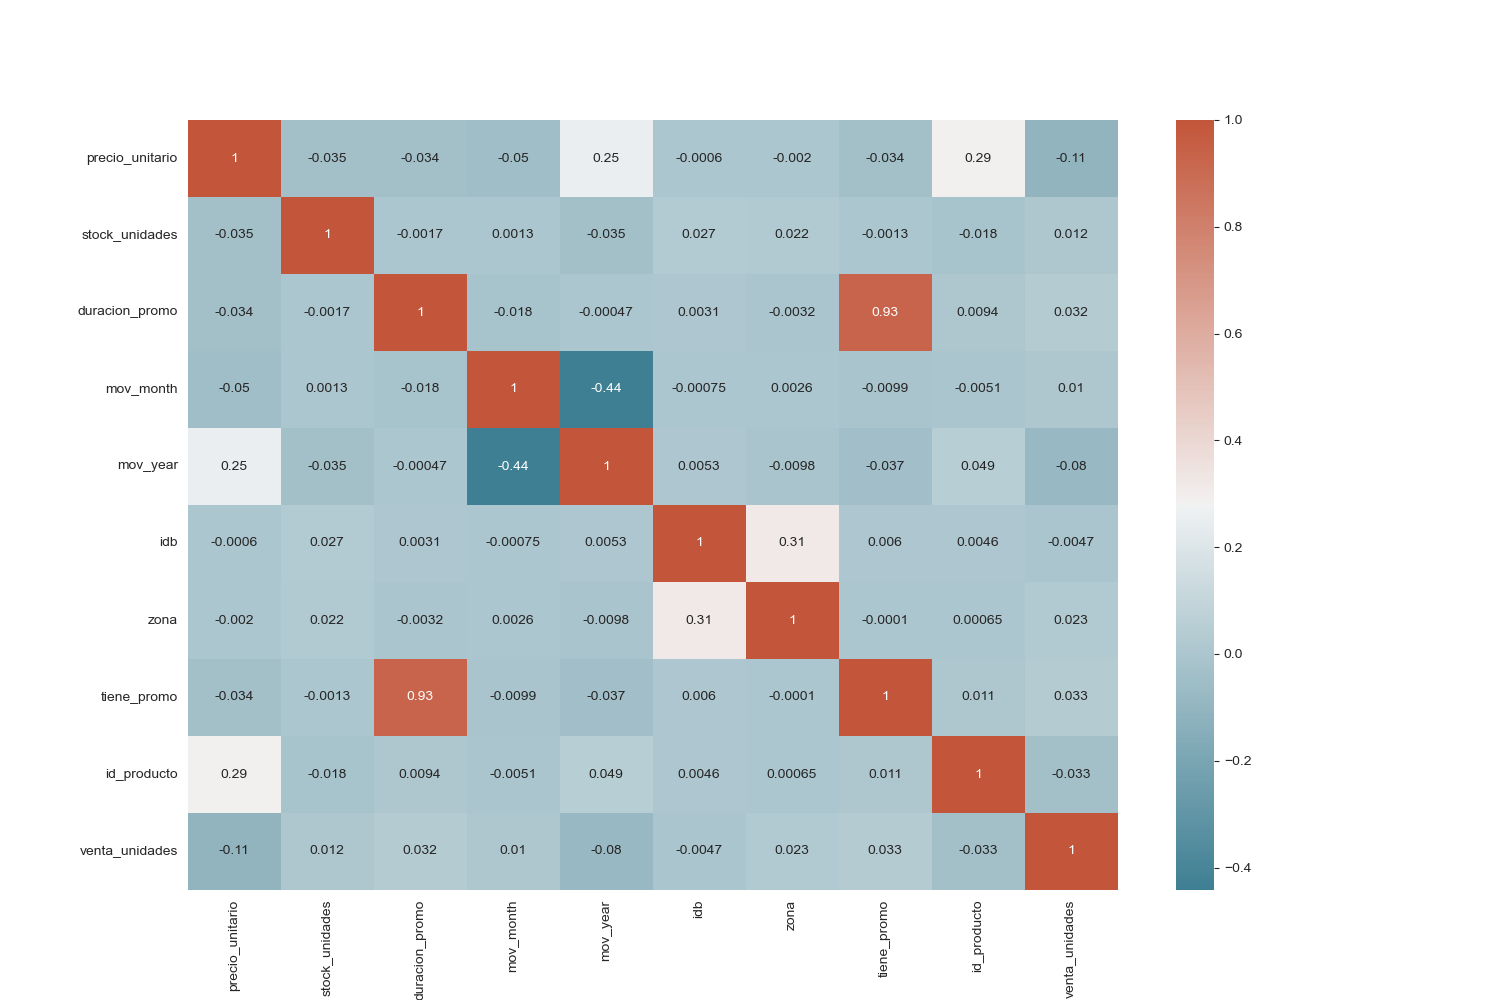 precio_unitario 1 -0.035 -0.034 -0.05 0.25 -0.0006 -0.002 -0.034 0.29 -0.11
stock_unidades -0.035 1 -0.0017 0.0013 -0.035 0.027 0.022 -0.0013 -0.018 0.012
duracion_promo -0.034 -0.0017 1 -0.018 -0.00047 0.0031 -0.0032 0.93 0.0094 0.032
mov_month -0.05 0.0013 -0.018 1 -0.44 -0.00075 0.0026 -0.0099 -0.0051 0.01
mov_year 0.25 -0.035 -0.00047 -0.44 1 0.0053 -0.0098 -0.037 0.049 -0.08
idb -0.0006 0.027 0.0031 -0.00075 0.0053 1 0.31 0.006 0.0046 -0.0047
zona -0.002 0.022 -0.0032 0.0026 -0.0098 0.31 1 -0.0001 0.00065 0.023
tiene_promo -0.034 -0.0013 0.93 -0.0099 -0.037 0.006 -0.0001 1 0.011 0.033
id_producto 0.29 -0.018 0.0094 -0.0051 0.049 0.0046 0.00065 0.011 1 -0.033
venta_unidades -0.11 0.012 0.032 0.01 -0.08 -0.0047 0.023 0.033 -0.033 1
precio_unitario
stock_unidades
duracion_promo
mov_month
mov_year
idb
zona
tiene_promo
id_producto
venta_unidades
1.0
0.8
0.6
0.4
0.2
0.0
−0.2
−0.4